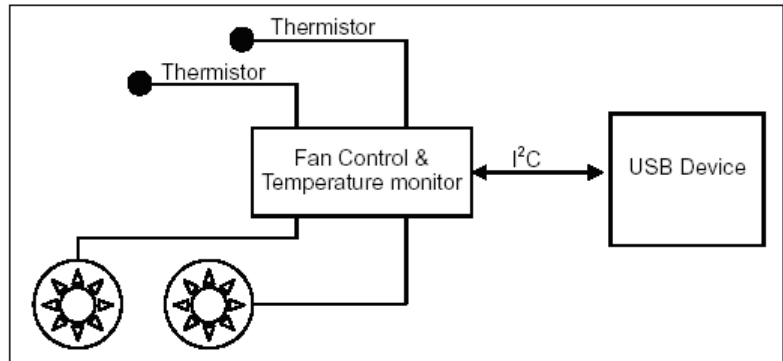 Thermistor
Thermistor
Fan Control &
Temperature monitor
I²C
USB Device